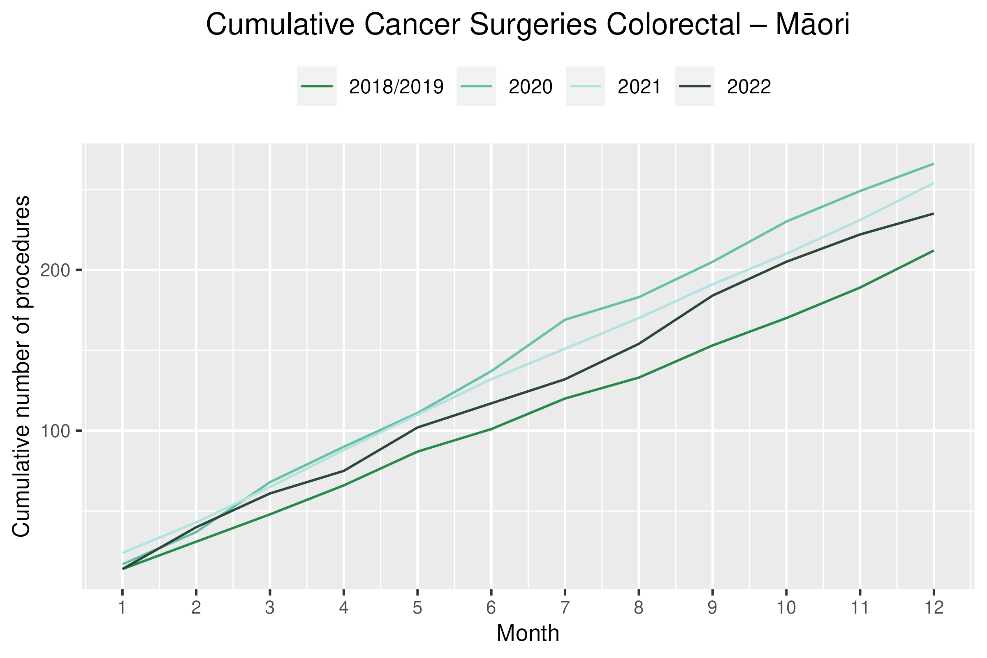 Cumulative Cancer Surgeries Colorectal – Māori
2018/2019 2020 2021 2022
Cumulative number of procedures
200
100
1 2 3 4 5 6 7 8 9 10 11 12
Month